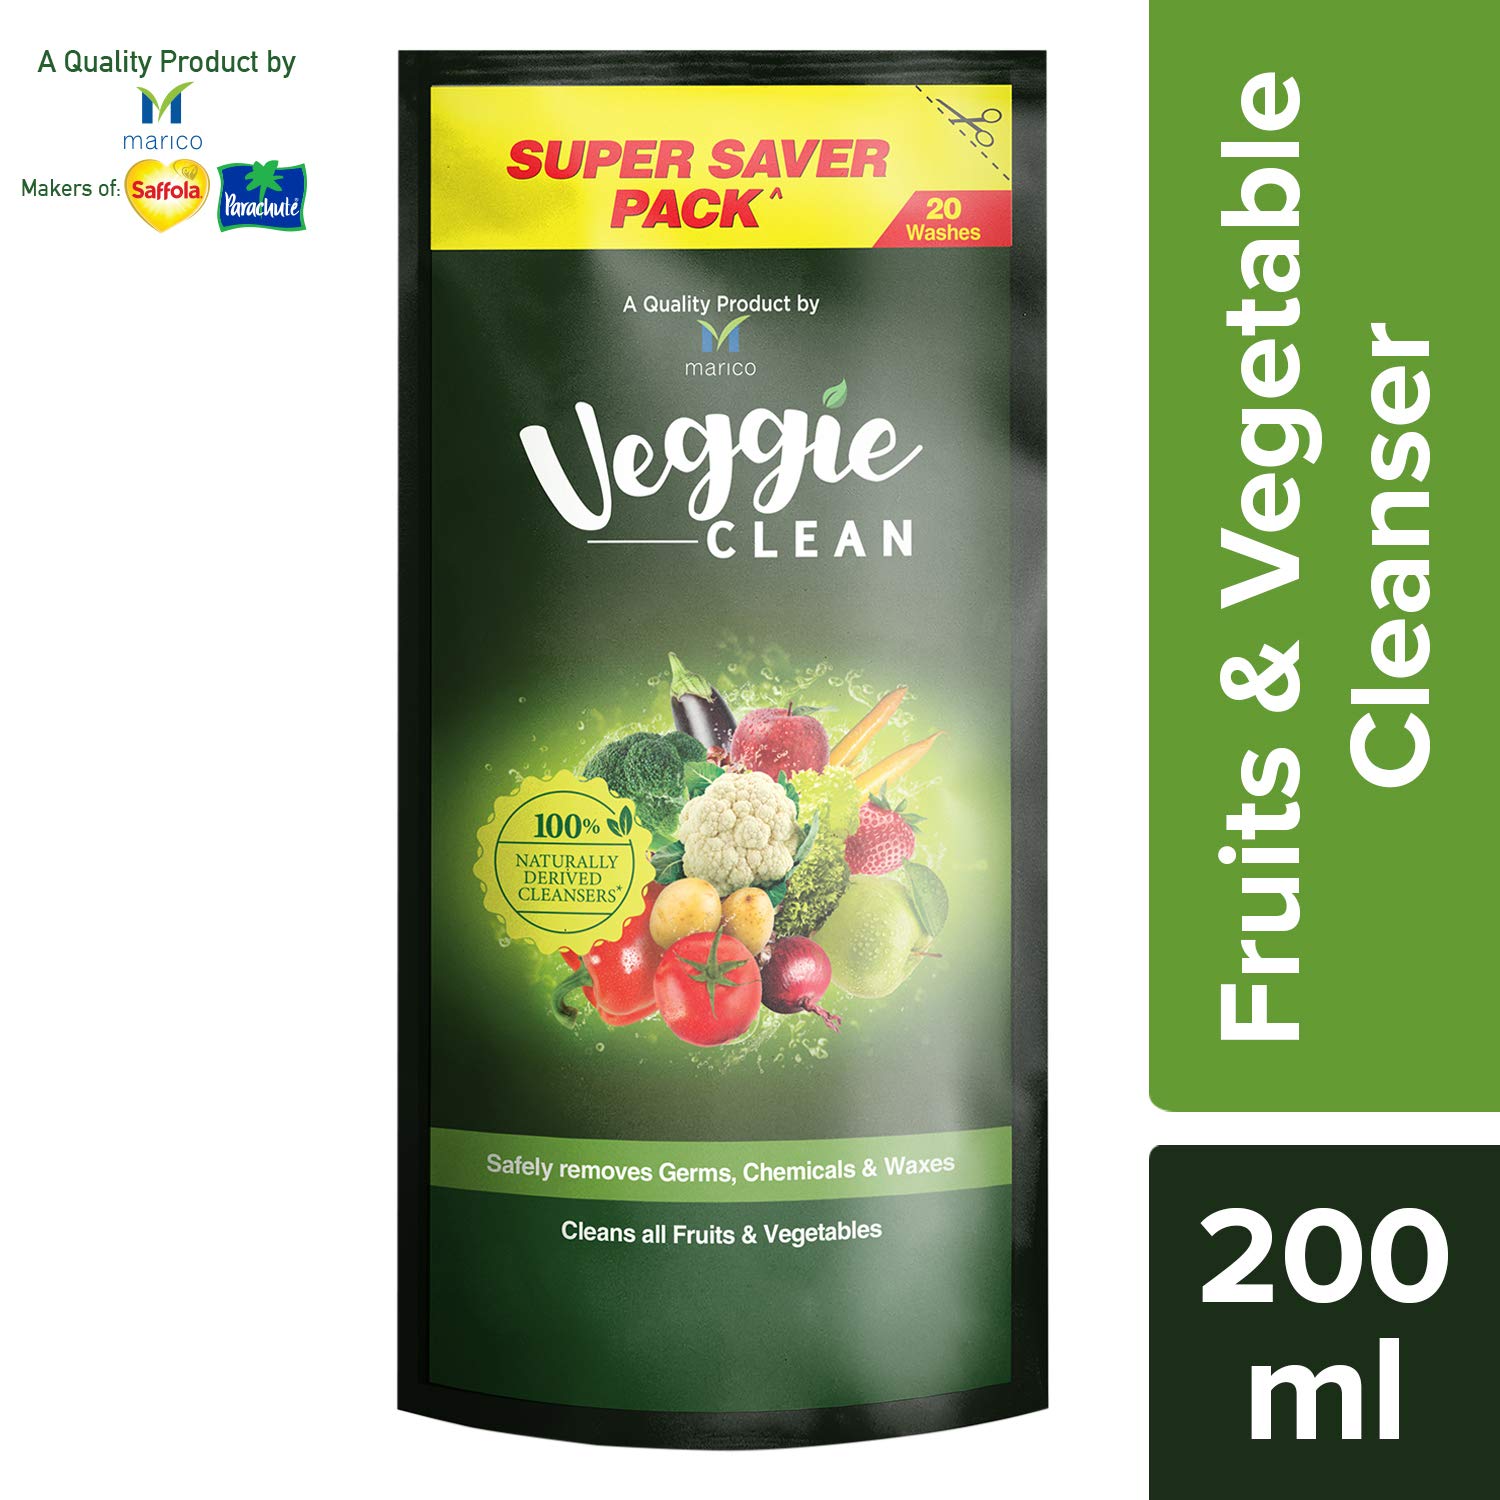 A Quality Product by
marico
Makers of: Saffola Parachute®
SUPER SAVER
PACK^
20
Washes
A Quality Product by
marico
Veggie
CLEAN
100%
NATURALLY
DERIVED
CLEANSERS*
Safely removes Germs, Chemicals & Waxes
Cleans all Fruits & Vegetables
Fruits & Vegetable
Cleanser
200
ml